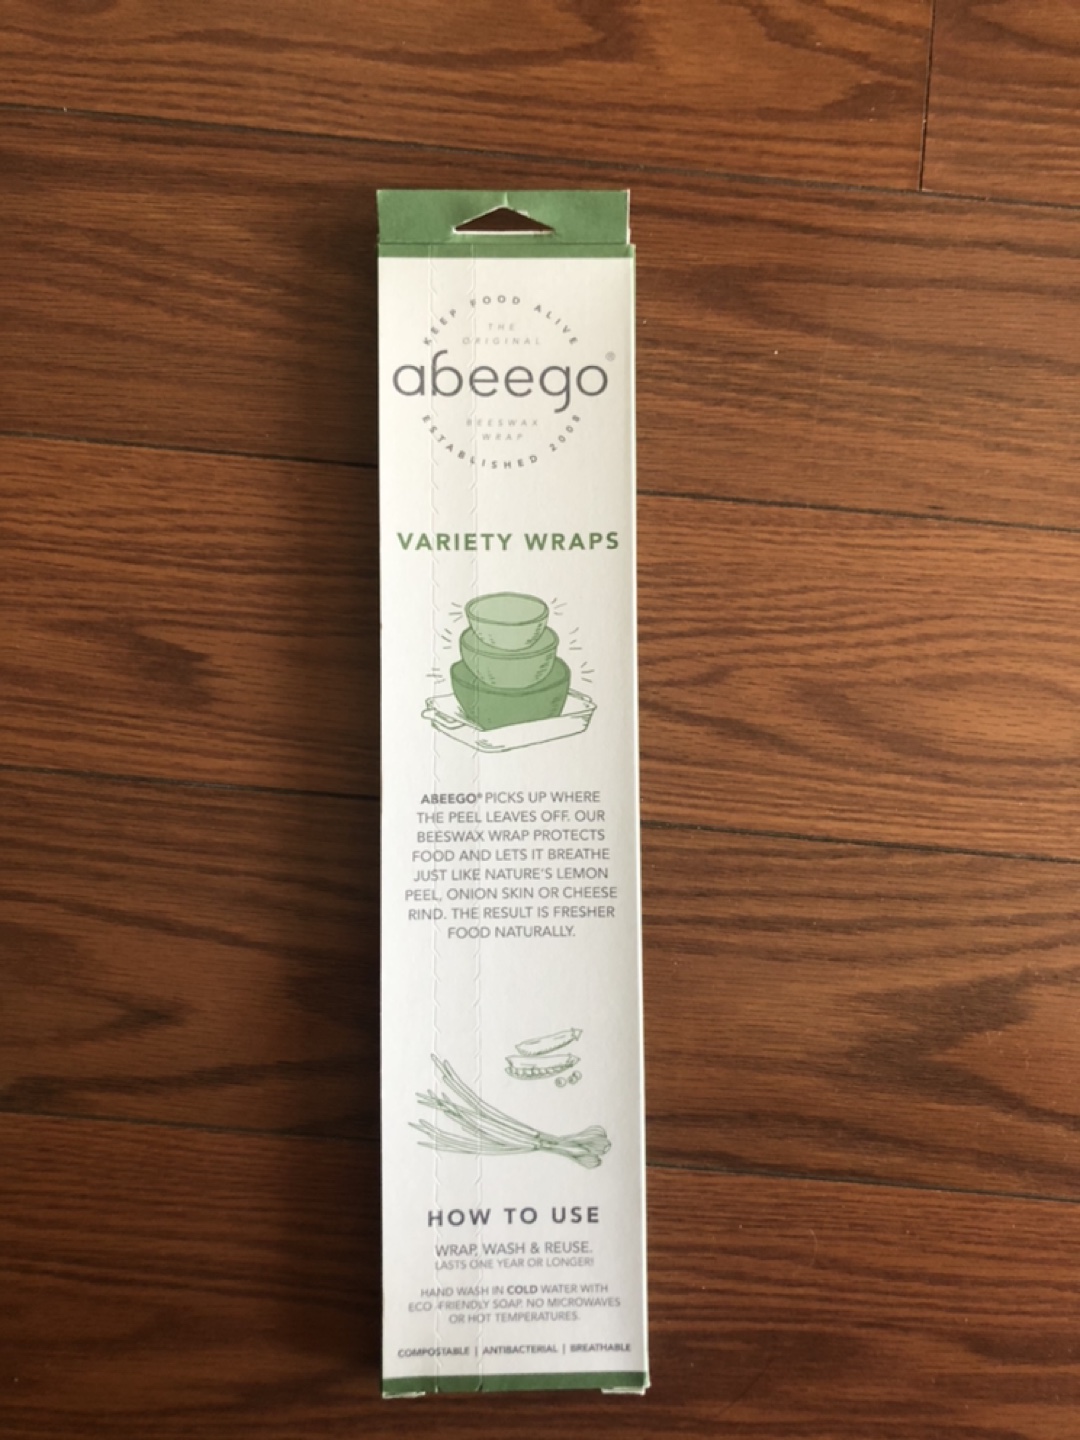 KEEP FOOD ALIVE
THE
ORIGINAL
abeego®
BEESWAX
WRAP
ESTABLISHED 2008
VARIETY WRAPS
ABEEGO® PICKS UP WHERE
THE PEEL LEAVES OFF. OUR
BEESWAX WRAP PROTECTS
FOOD AND LETS IT BREATHE
JUST LIKE NATURE'S LEMON
PEEL, ONION SKIN OR CHEESE
RIND. THE RESULT IS FRESHER
FOOD NATURALLY.
HOW TO USE
WRAP, WASH & REUSE.
LASTS ONE YEAR OR LONGER!
HAND WASH IN COLD WATER WITH
ECO-FRIENDLY SOAP. NO MICROWAVES
OR HOT TEMPERATURES.
COMPOSTABLE | ANTIBACTERIAL | BREATHABLE